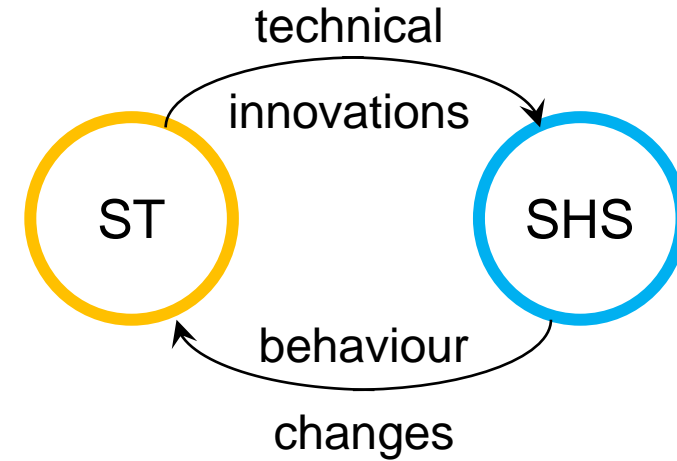 technical
innovations
ST
SHS
behaviour
changes